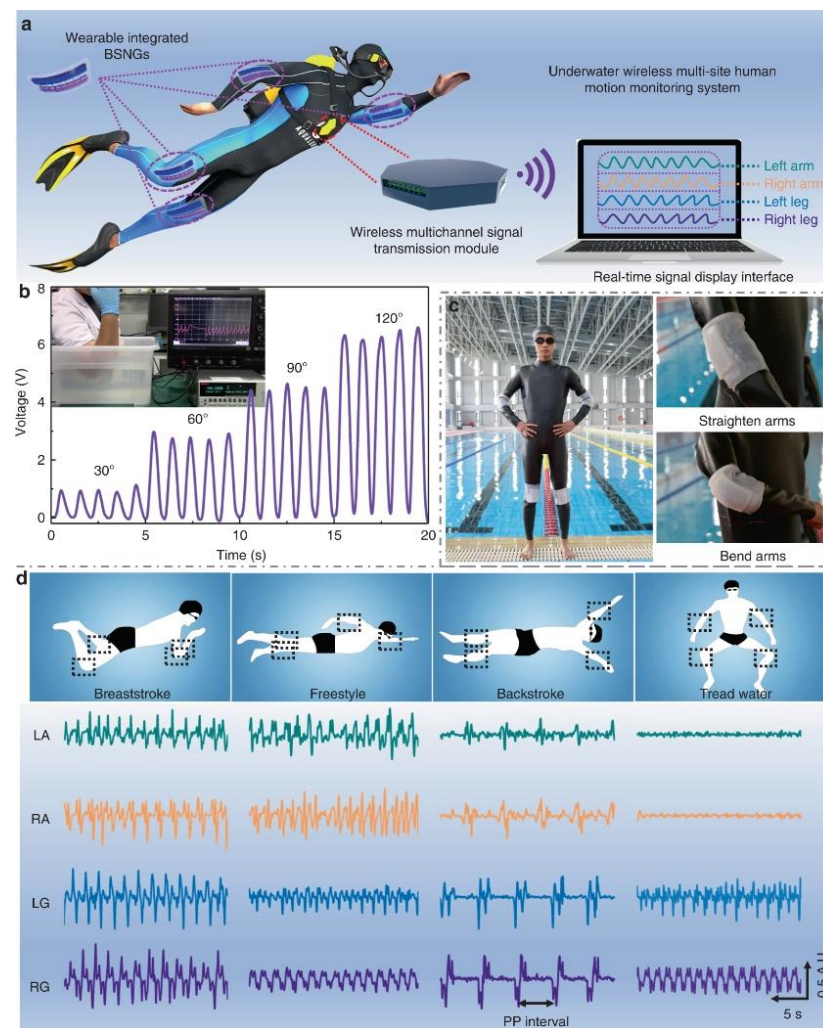 a
Wearable integrated
BSNGs
Underwater wireless multi-site human
motion monitoring system
Left arm
Right arm
Left leg
Right leg
Wireless multichannel signal
transmission module
Real-time signal display interface
b
8
6
4
2
0
Voltage (V)
30°
60°
90°
120°
0
5
10
15
20
Time (s)
c
Straighten arms
Bend arms
d
Breaststroke
Freestyle
Backstroke
Tread water
LA
RA
LG
RG
PP interval
5 s
0.5 A.U.